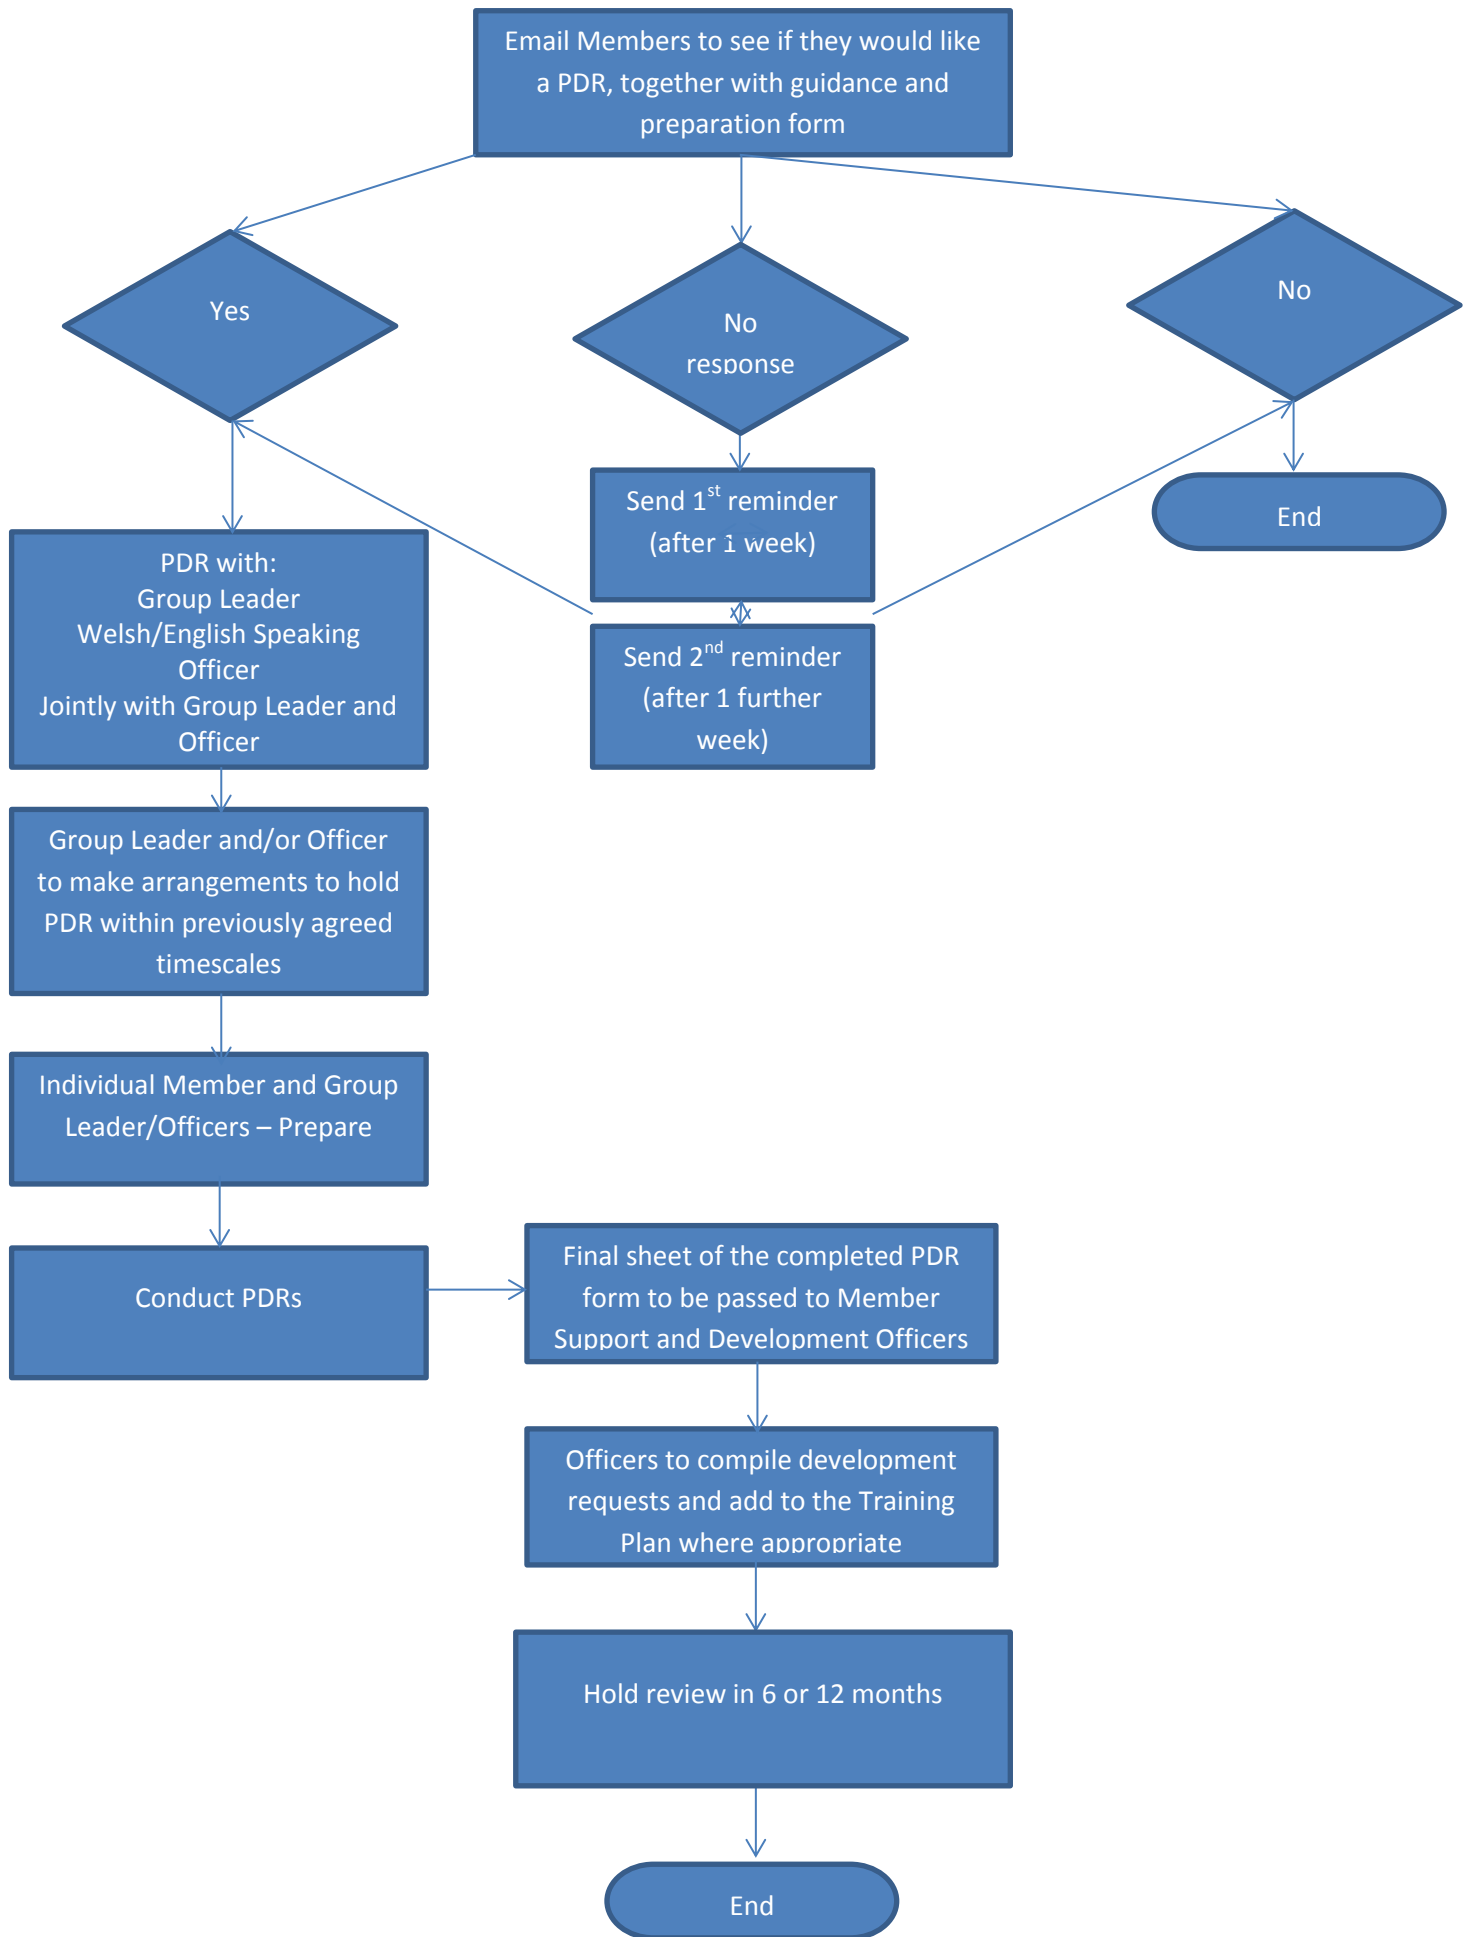 Email Members to see if they would like
a PDR, together with guidance and
preparation form
Yes
No
response
No
Send 1st reminder
(after 1 week)
End
PDR with:
Group Leader
Welsh/English Speaking
Officer
Jointly with Group Leader and
Officer
Send 2nd reminder
(after 1 further
week)
Group Leader and/or Officer
to make arrangements to hold
PDR within previously agreed
timescales
Individual Member and Group
Leader/Officers – Prepare
Conduct PDRs
Final sheet of the completed PDR
form to be passed to Member
Support and Development Officers
Officers to compile development
requests and add to the Training
Plan where appropriate
Hold review in 6 or 12 months
End